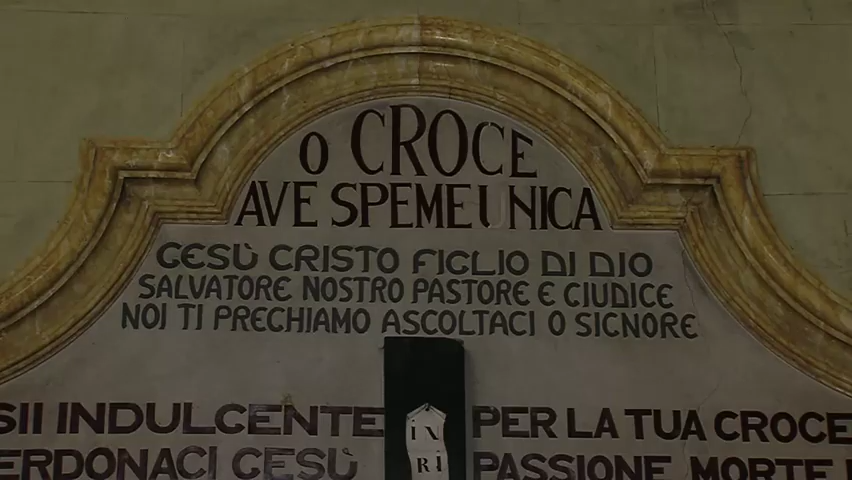 O CROCE
AVE SPEME UNICA
GESÙ CRISTO FIGLIO DI DIO
SALVATORE NOSTRO PASTORE E GIUDICE
NOI TI PREGHIAMO ASCOLTACI O SIGNORE
SII INDULGENTE PER LA TUA CROCE
PERDONACI GESÙ PASSIONE MORTE
IN
RI